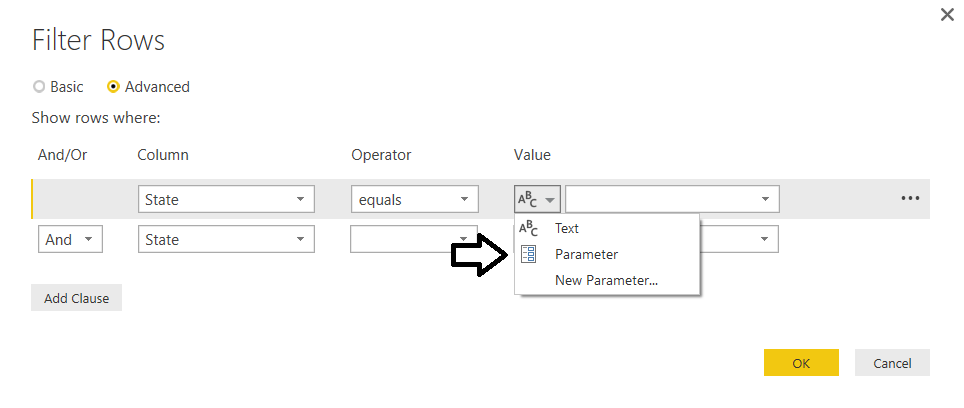 Filter Rows
Basic Advanced
Show rows where:
And/Or Column Operator Value
State equals ABC
Text
And State
Parameter
New Parameter...
Add Clause
OK Cancel